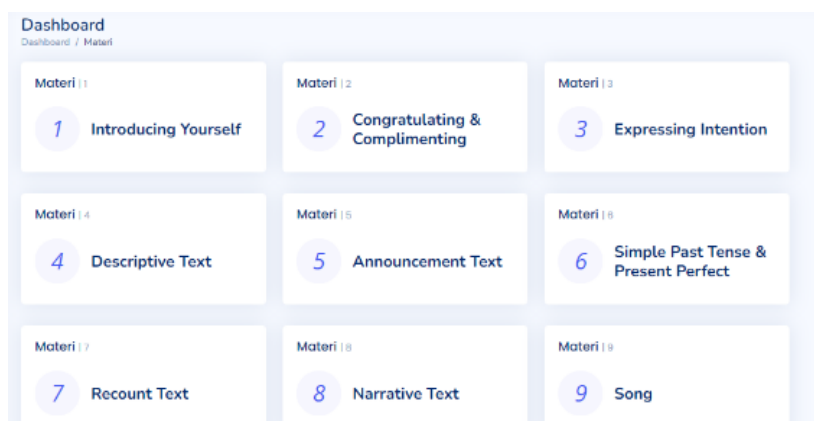 Dashboard
Dashboard / Materi
Materi | 1
1
Introducing Yourself
Materi | 2
2
Congratulating &
Complimenting
Materi | 3
3
Expressing Intention
Materi | 4
4
Descriptive Text
Materi | 5
5
Announcement Text
Materi | 6
6
Simple Past Tense &
Present Perfect
Materi | 7
7
Recount Text
Materi | 8
8
Narrative Text
Materi | 9
9
Song